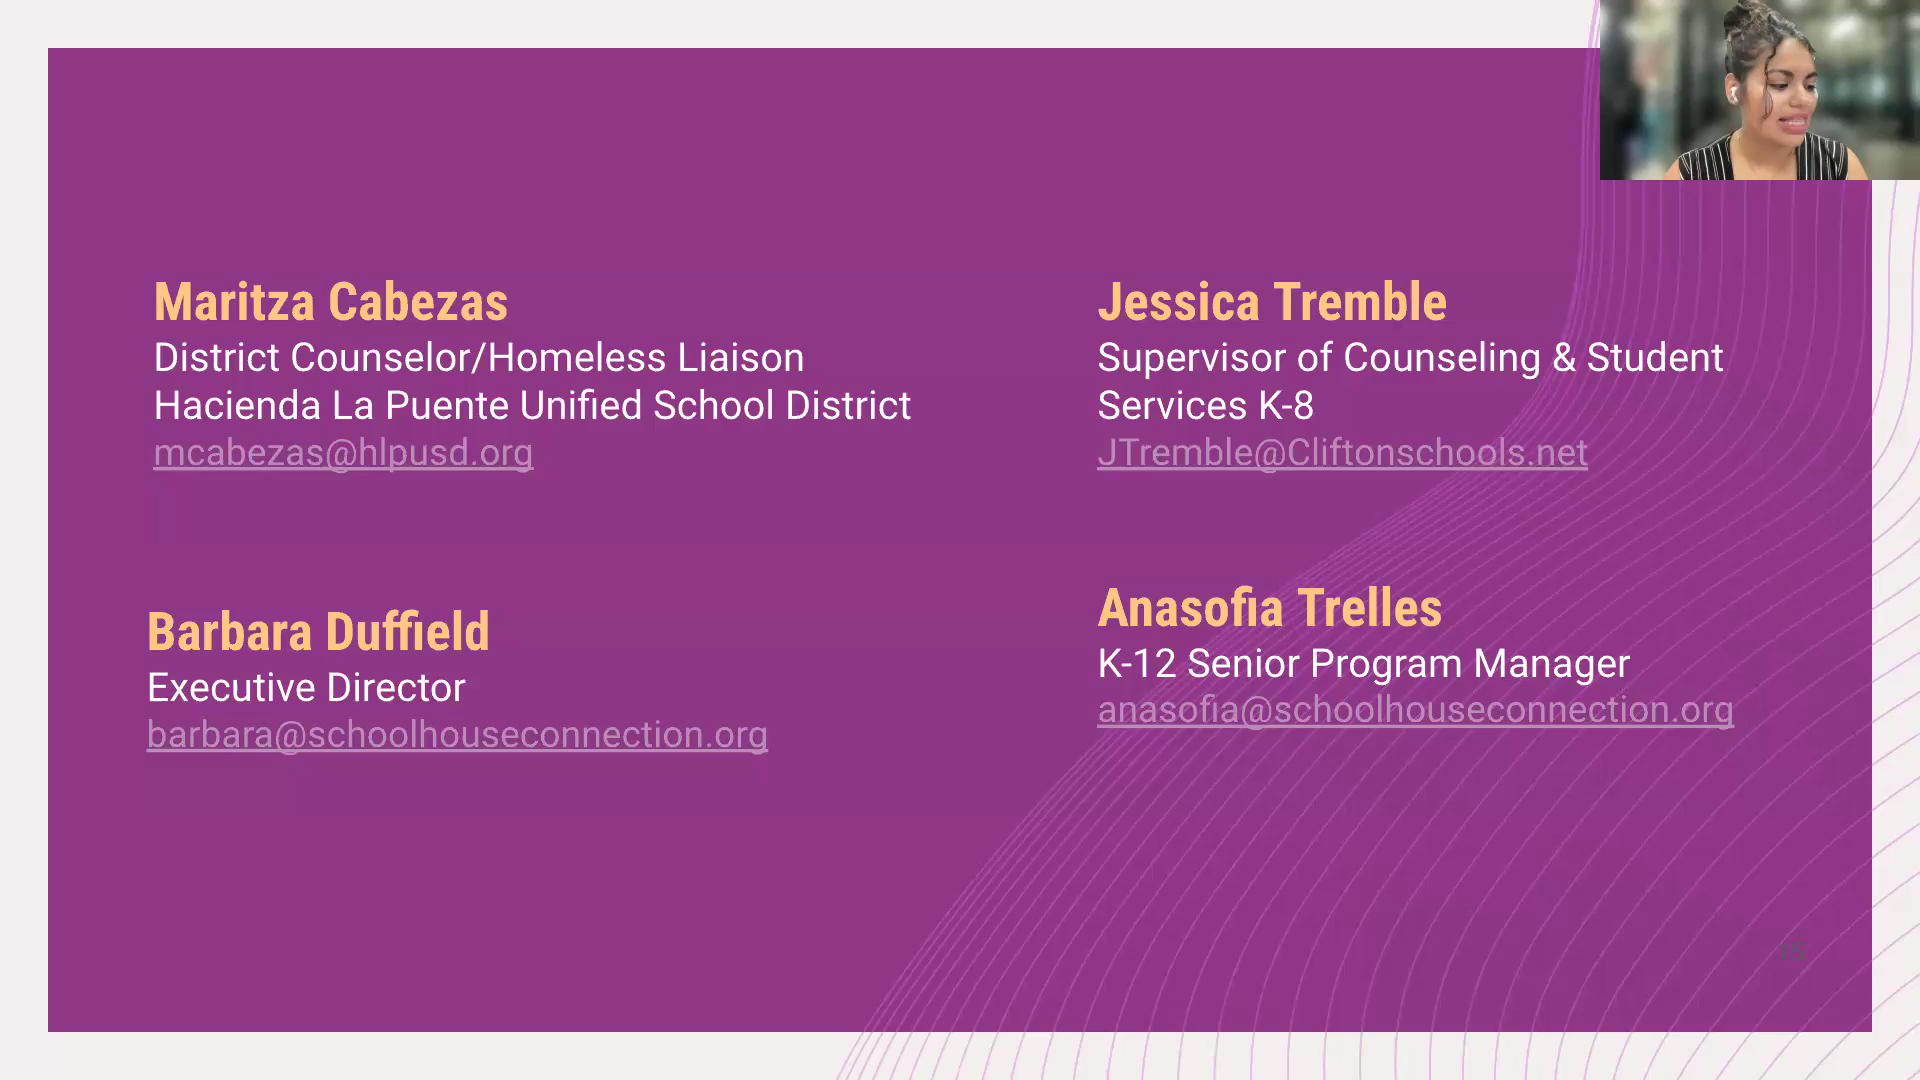 Maritza Cabezas
District Counselor/Homeless Liaison
Hacienda La Puente Unified School District
mcabezas@hlpusd.org
Jessica Tremble
Supervisor of Counseling & Student
Services K-8
JTremble@Cliftonschools.net
Barbara Duffield
Executive Director
barbara@schoolhouseconnection.org
Anasofia Trelles
K-12 Senior Program Manager
anasofia@schoolhouseconnection.org